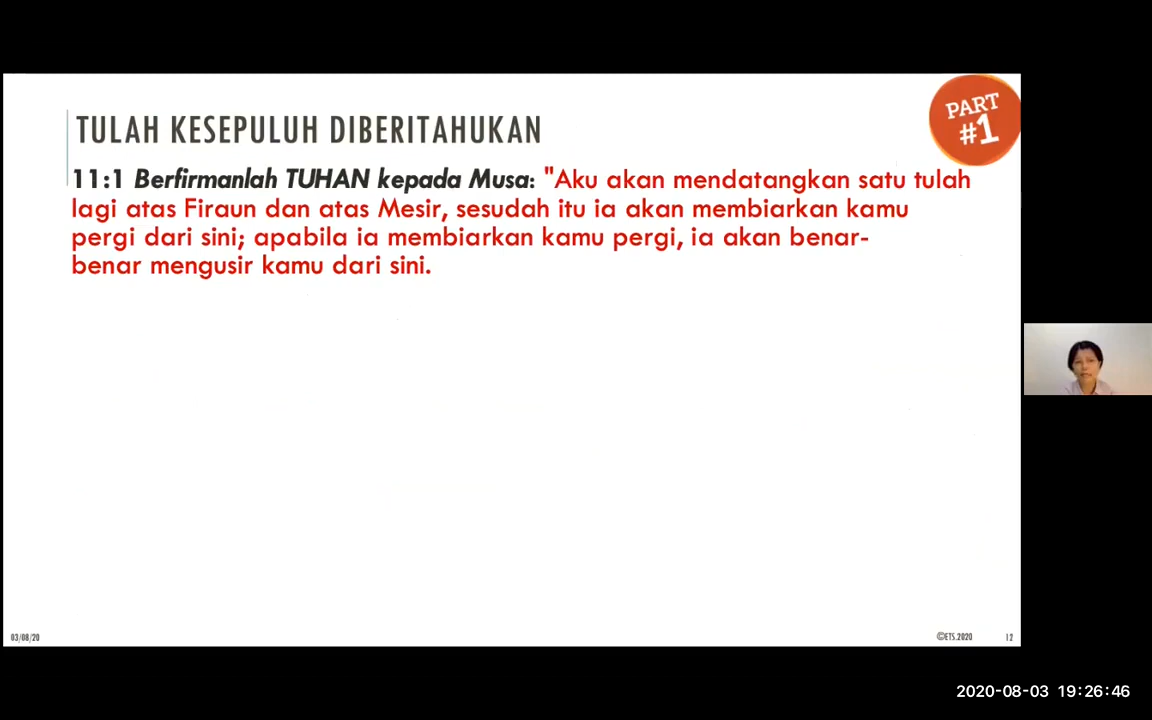 TULAH KESEPULUH DIBERITAHUKAN
PART
#1
11:1 Berfirmanlah TUHAN kepada Musa: "Aku akan mendatangkan satu tulah
lagi atas Firaun dan atas Mesir, sesudah itu ia akan membiarkan kamu
pergi dari sini; apabila ia membiarkan kamu pergi, ia akan benar-
benar mengusir kamu dari sini.
03/08/20
©ETS.2020
12
2020-08-03 19:26:46